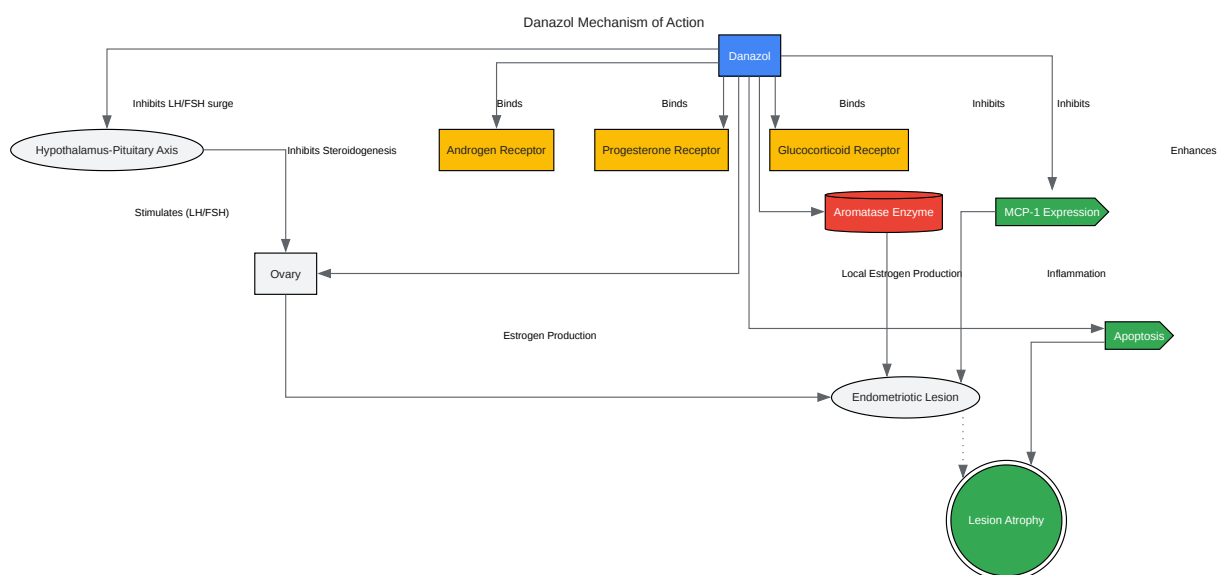 Danazol Mechanism of Action
Danazol
Inhibits LH/FSH surge
Binds
Binds
Binds
Inhibits
Inhibits
Hypothalamus-Pituitary Axis
Inhibits Steroidogenesis
Androgen Receptor
Progesterone Receptor
Glucocorticoid Receptor
Enhances
Stimulates (LH/FSH)
Aromatase Enzyme
MCP-1 Expression
Ovary
Local Estrogen Production
Inflammation
Estrogen Production
Apoptosis
Endometriotic Lesion
Lesion Atrophy